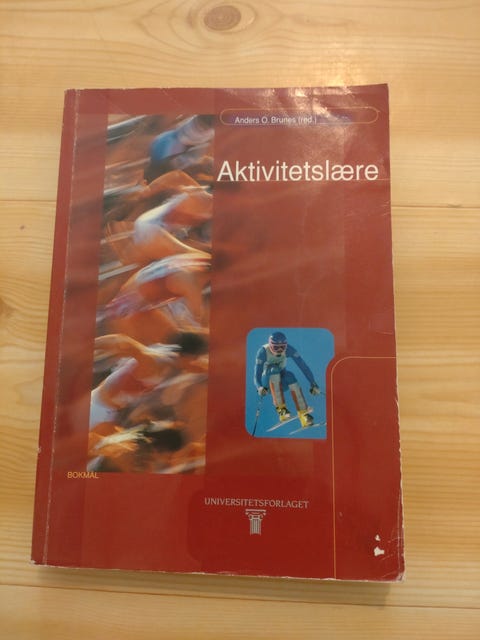 Anders O. Brunes (red.)
Aktivitetslære
BOKMÅL
UNIVERSITETSFORLAGET